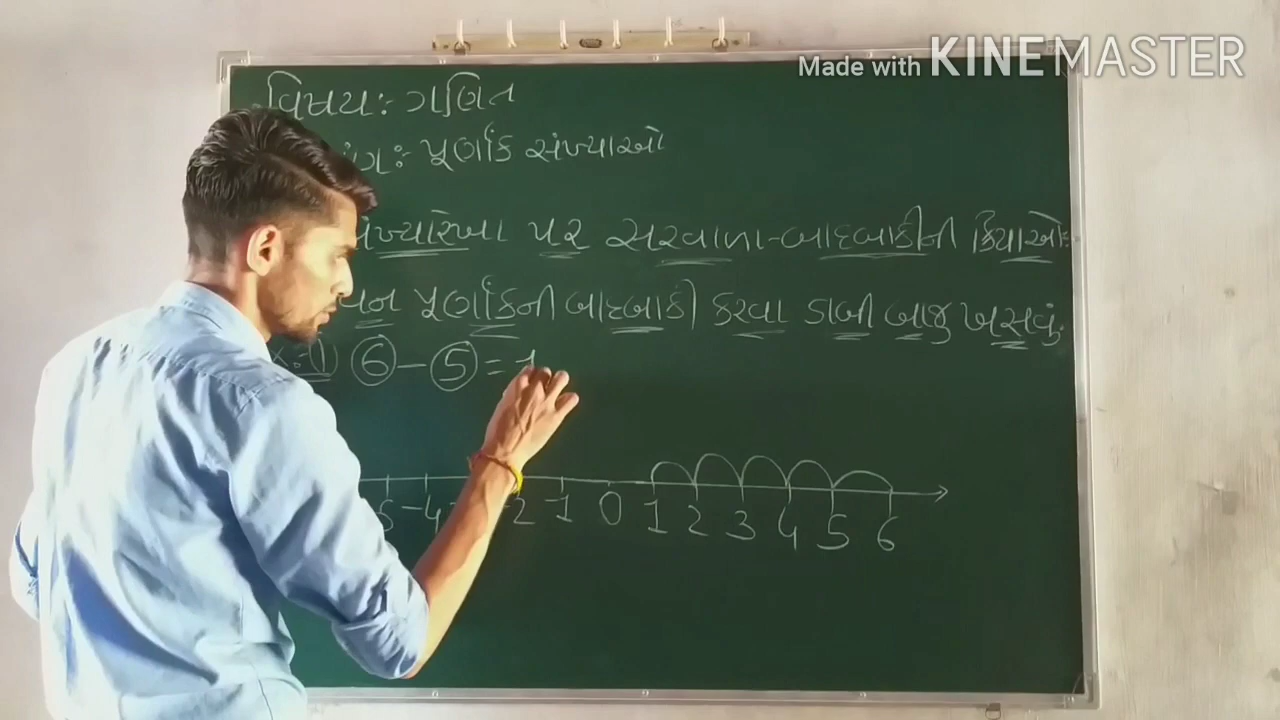 Made with KINEMASTER
વિષય:- ગણિત
પૂર્ણાંક સંખ્યાઓ
સંખ્યારેખા પર સરવાળા-બાદબાકીની ક્રિયાઓ:
પૂર્ણાંકની બાદબાકી કરવા ડાબી બાજુ ખસવું.
(1) 6 - 5 = 1
-4 -2 -1 0 1 2 3 4 5 6